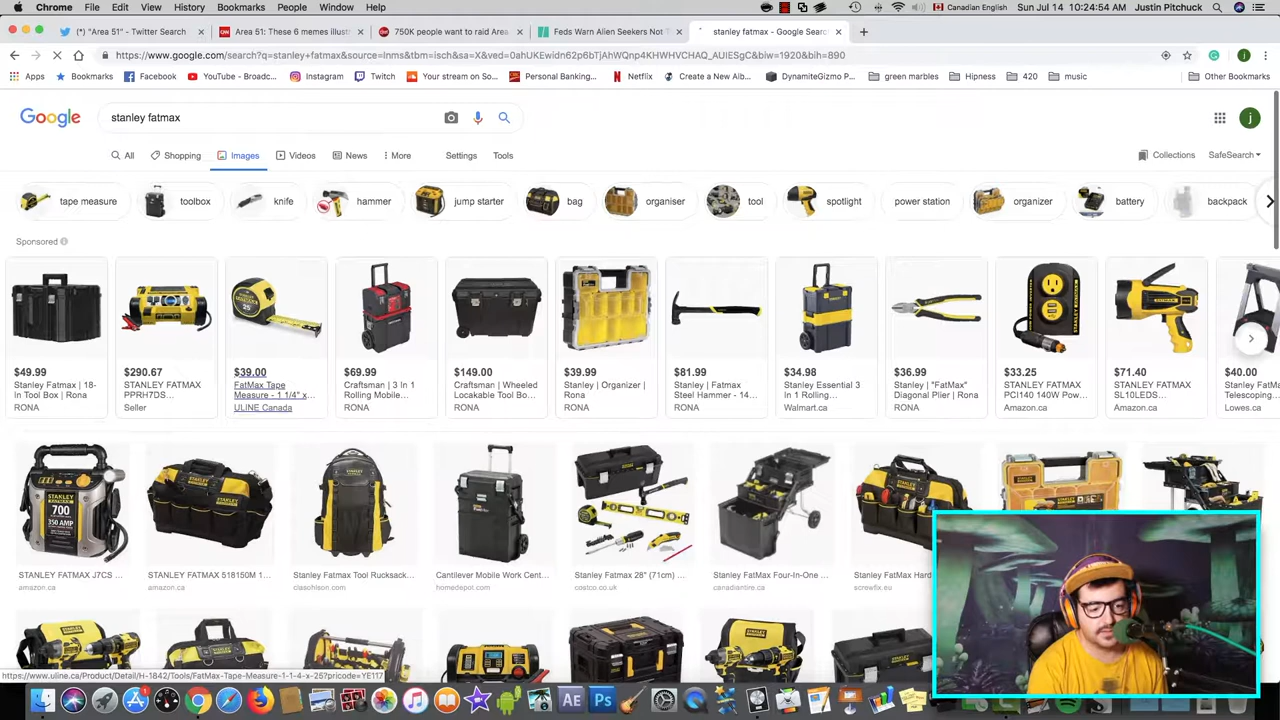 Chrome File Edit View History Bookmarks People Window Help Canadian English Sun Jul 14 10:24:54 AM Justin Pitchuck
(*) "Area 51" - Twitter Search Area 51: These 6 memes illust 750K people want to raid Area Feds Warn Alien Seekers Not stanley fatmax - Google Search
https://www.google.com/search?q=stanley+fatmax&source=lnms&tbm=isch&sa=X&ved=0ahUKEwidn62p6bTjAhWQnp4KHWHVCHAQ_AUIESgC&biw=1920&bih=890
Apps Bookmarks Facebook YouTube - Broadc... Instagram Twitch Your stream on So... Personal Banking... Netflix Create a New Alb... DynamiteGizmo P... green marbles Hipness 420 music Other Bookmarks
Google stanley fatmax j
All Shopping Images Videos News More Settings Tools Collections SafeSearch
tape measure toolbox knife hammer jump starter bag organiser tool spotlight power station organizer battery backpack
Sponsored
$49.99 $290.67 $39.00 $69.99 $149.00 $39.99 $81.99 $34.98 $36.99 $33.25 $71.40 $40.00
Stanley Fatmax | 18- STANLEY FATMAX FatMax Tape Craftsman | 3 In 1 Craftsman | Wheeled Stanley | Organizer | Stanley | Fatmax Stanley Essential 3 Stanley | "FatMax" STANLEY FATMAX STANLEY FATMAX Stanley FatMa
In Tool Box | Rona PPRH7DS... Measure - 1 1/4" x... Rolling Mobile... Lockable Tool Bo... Rona Steel Hammer - 14... In 1 Rolling... Diagonal Plier | Rona PCI140 140W Pow... SL10LEDS... Telescoping
RONA Seller ULINE Canada RONA RONA RONA RONA Walmart.ca RONA Amazon.ca Amazon.ca Lowes.ca
STANLEY FATMAX J7CS ... STANLEY FATMAX 518150M 1... Stanley Fatmax Tool Rucksack... Cantilever Mobile Work Cent... Stanley Fatmax 28" (71cm) ... Stanley FatMax Four-In-One ... Stanley FatMax Hard
amazon.ca amazon.ca clasohlson.com homedepot.com costco.co.uk canadiantire.ca screwfix.eu
https://www.uline.ca/Product/Detail/H-1842/Tools/FatMax-Tape-Measure-1-1-4-x-25?pricode=YE117